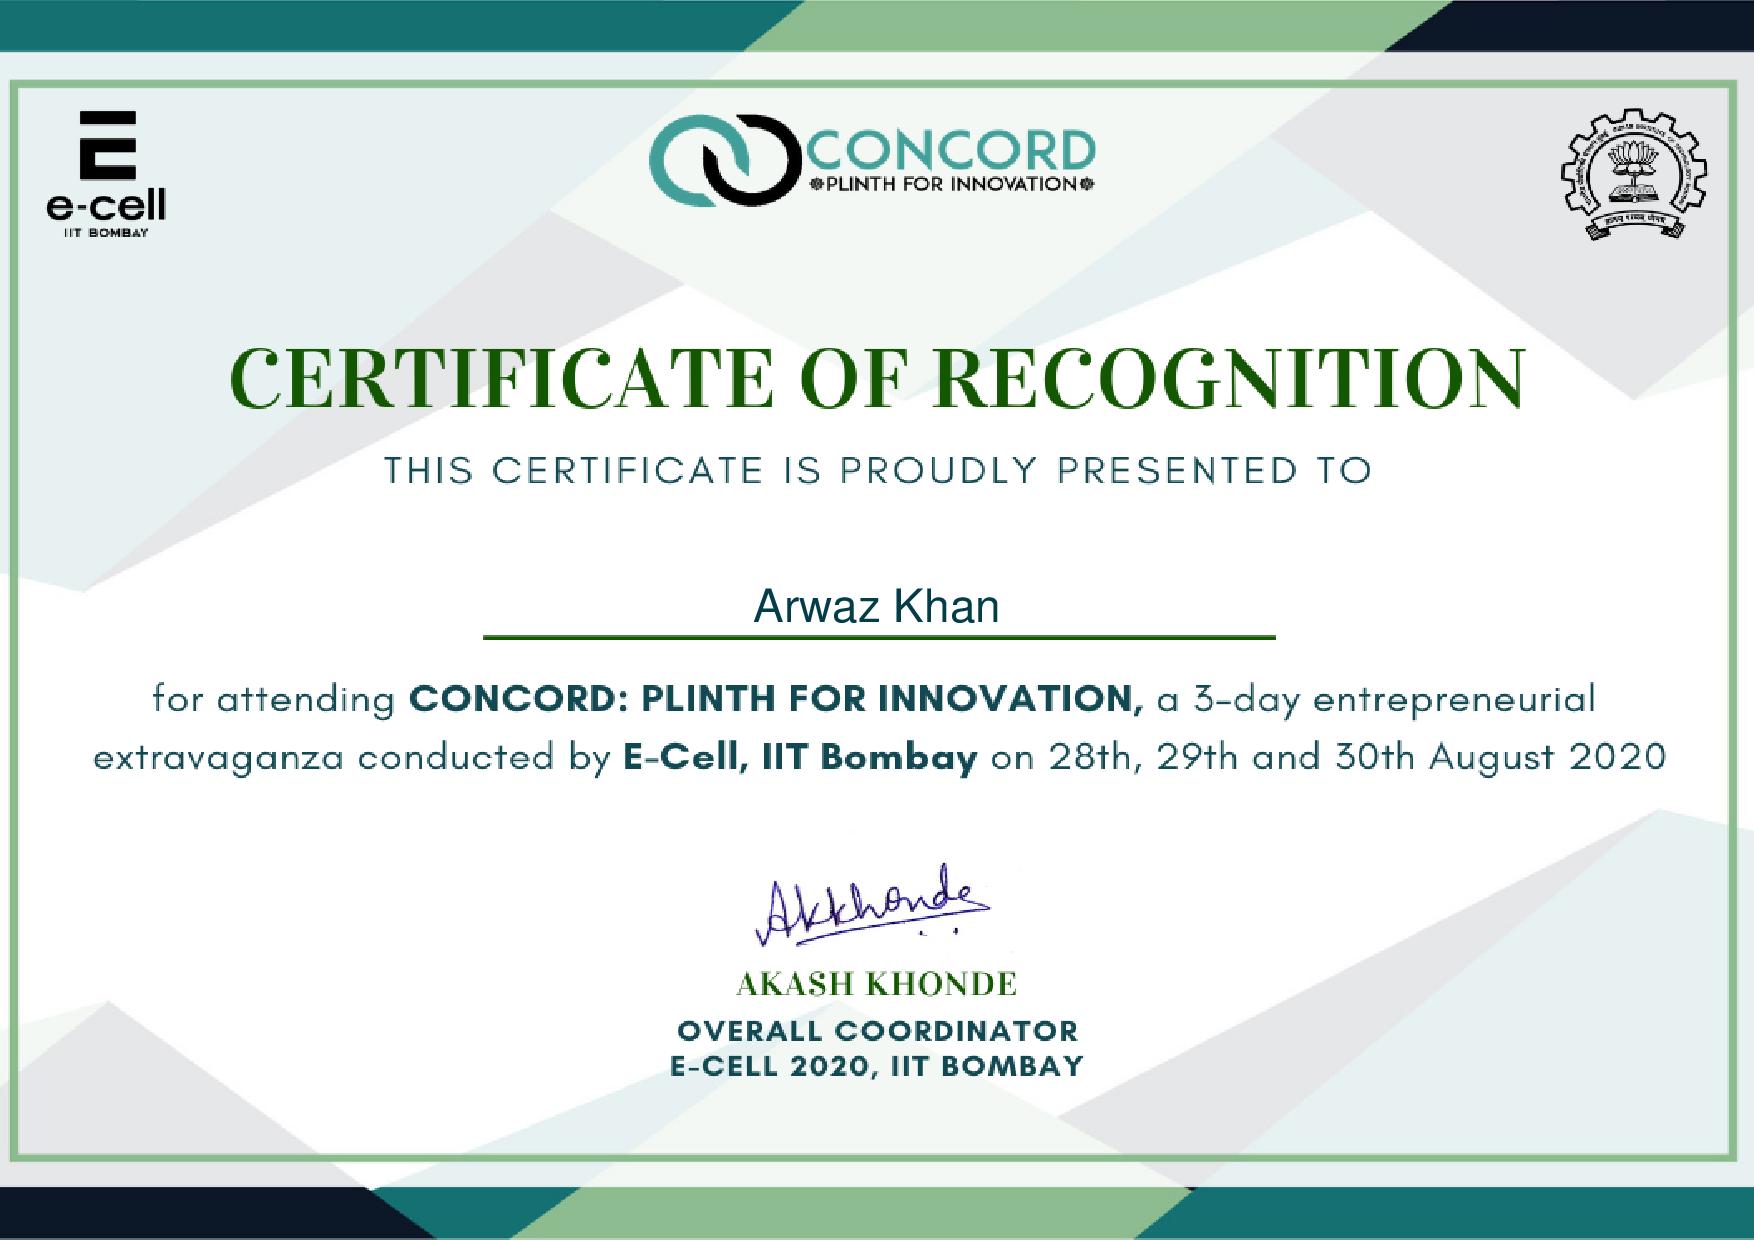 e-cell
IIT BOMBAY
CONCORD
PLINTH FOR INNOVATION
CERTIFICATE OF RECOGNITION
THIS CERTIFICATE IS PROUDLY PRESENTED TO
Arwaz Khan
for attending CONCORD: PLINTH FOR INNOVATION, a 3-day entrepreneurial
extravaganza conducted by E-Cell, IIT Bombay on 28th, 29th and 30th August 2020
Akkhonde
AKASH KHONDE
OVERALL COORDINATOR
E-CELL 2020, IIT BOMBAY